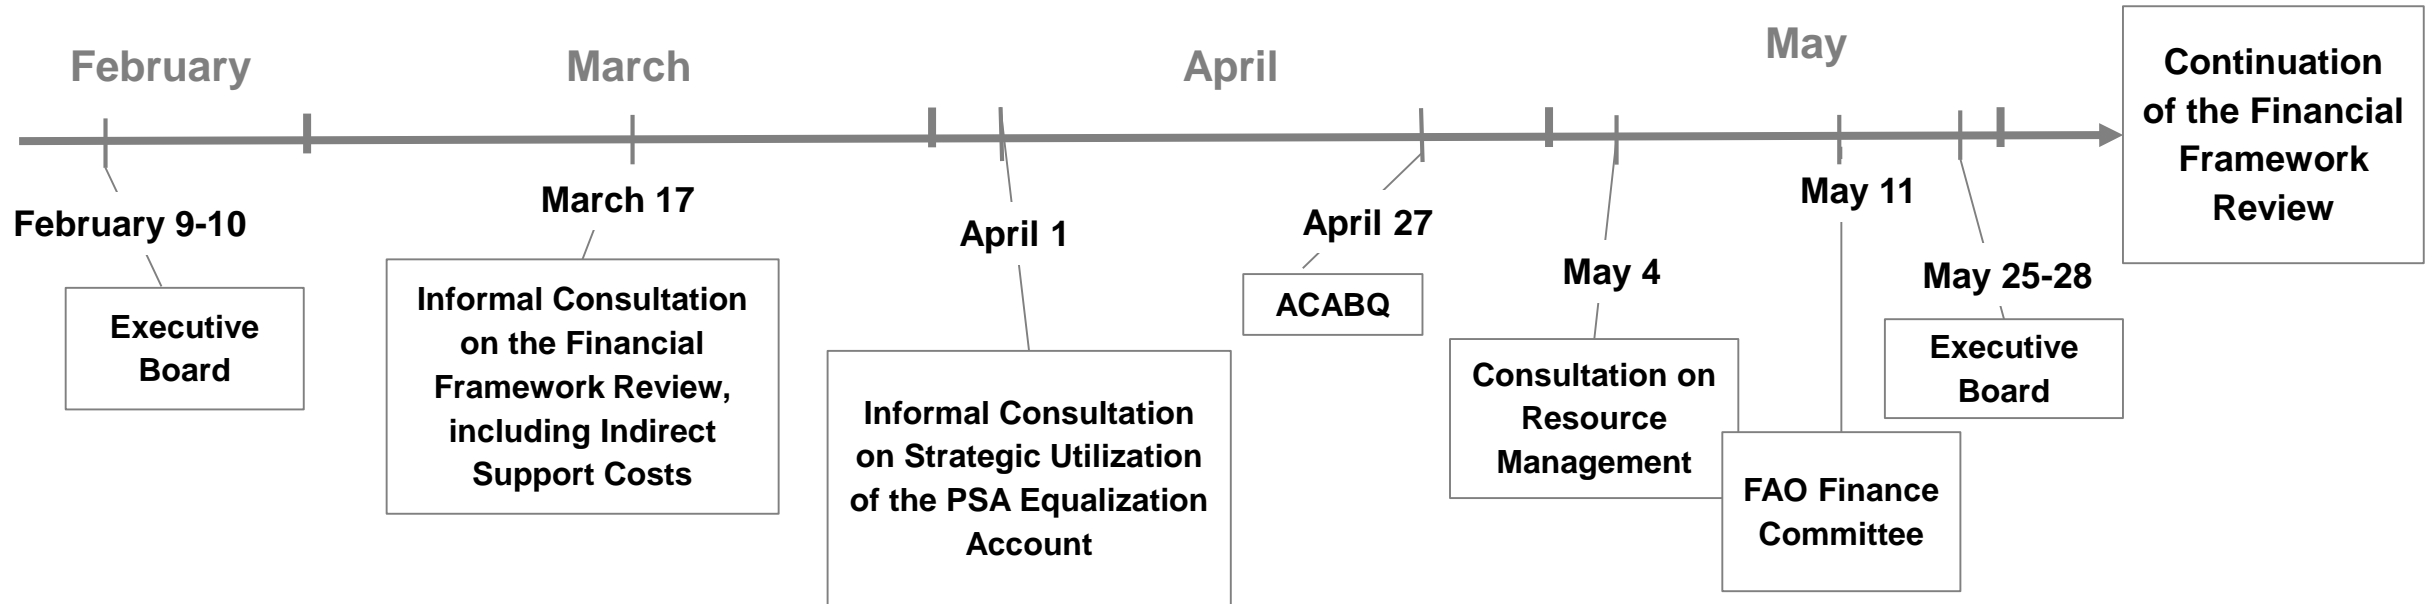 February
March
April
May
Continuation
of the Financial
Framework
Review
February 9-10
March 17
April 1
April 27
May 4
May 11
May 25-28
Executive
Board
Informal Consultation
on the Financial
Framework Review,
including Indirect
Support Costs
Informal Consultation
on Strategic Utilization
of the PSA Equalization
Account
ACABQ
Consultation on
Resource
Management
FAO Finance
Committee
Executive
Board